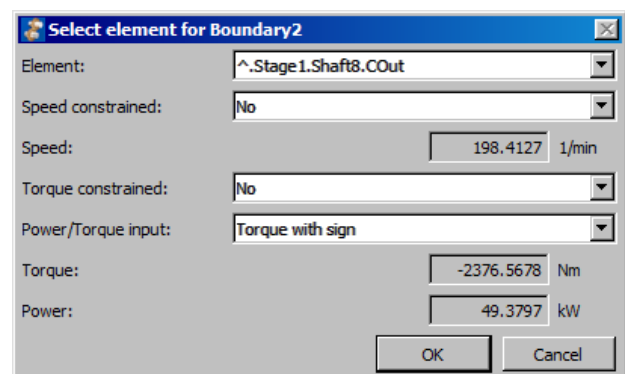 Select element for Boundary2
Element: ^.Stage1.Shaft8.COut
Speed constrained: No
Speed: 198.4127 1/min
Torque constrained: No
Power/Torque input: Torque with sign
Torque: -2376.5678 Nm
Power: 49.3797 kW
OK Cancel